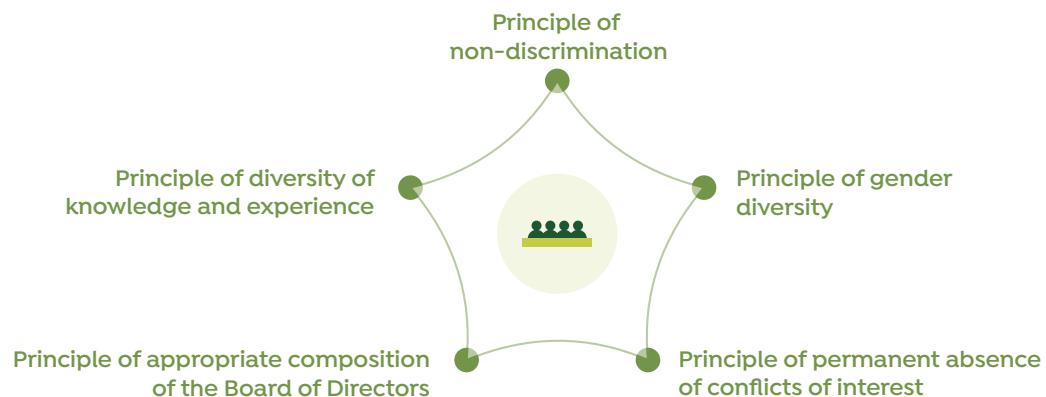 Principle of
non-discrimination
Principle of diversity of
knowledge and experience
Principle of gender
diversity
Principle of appropriate composition
of the Board of Directors
Principle of permanent absence
of conflicts of interest